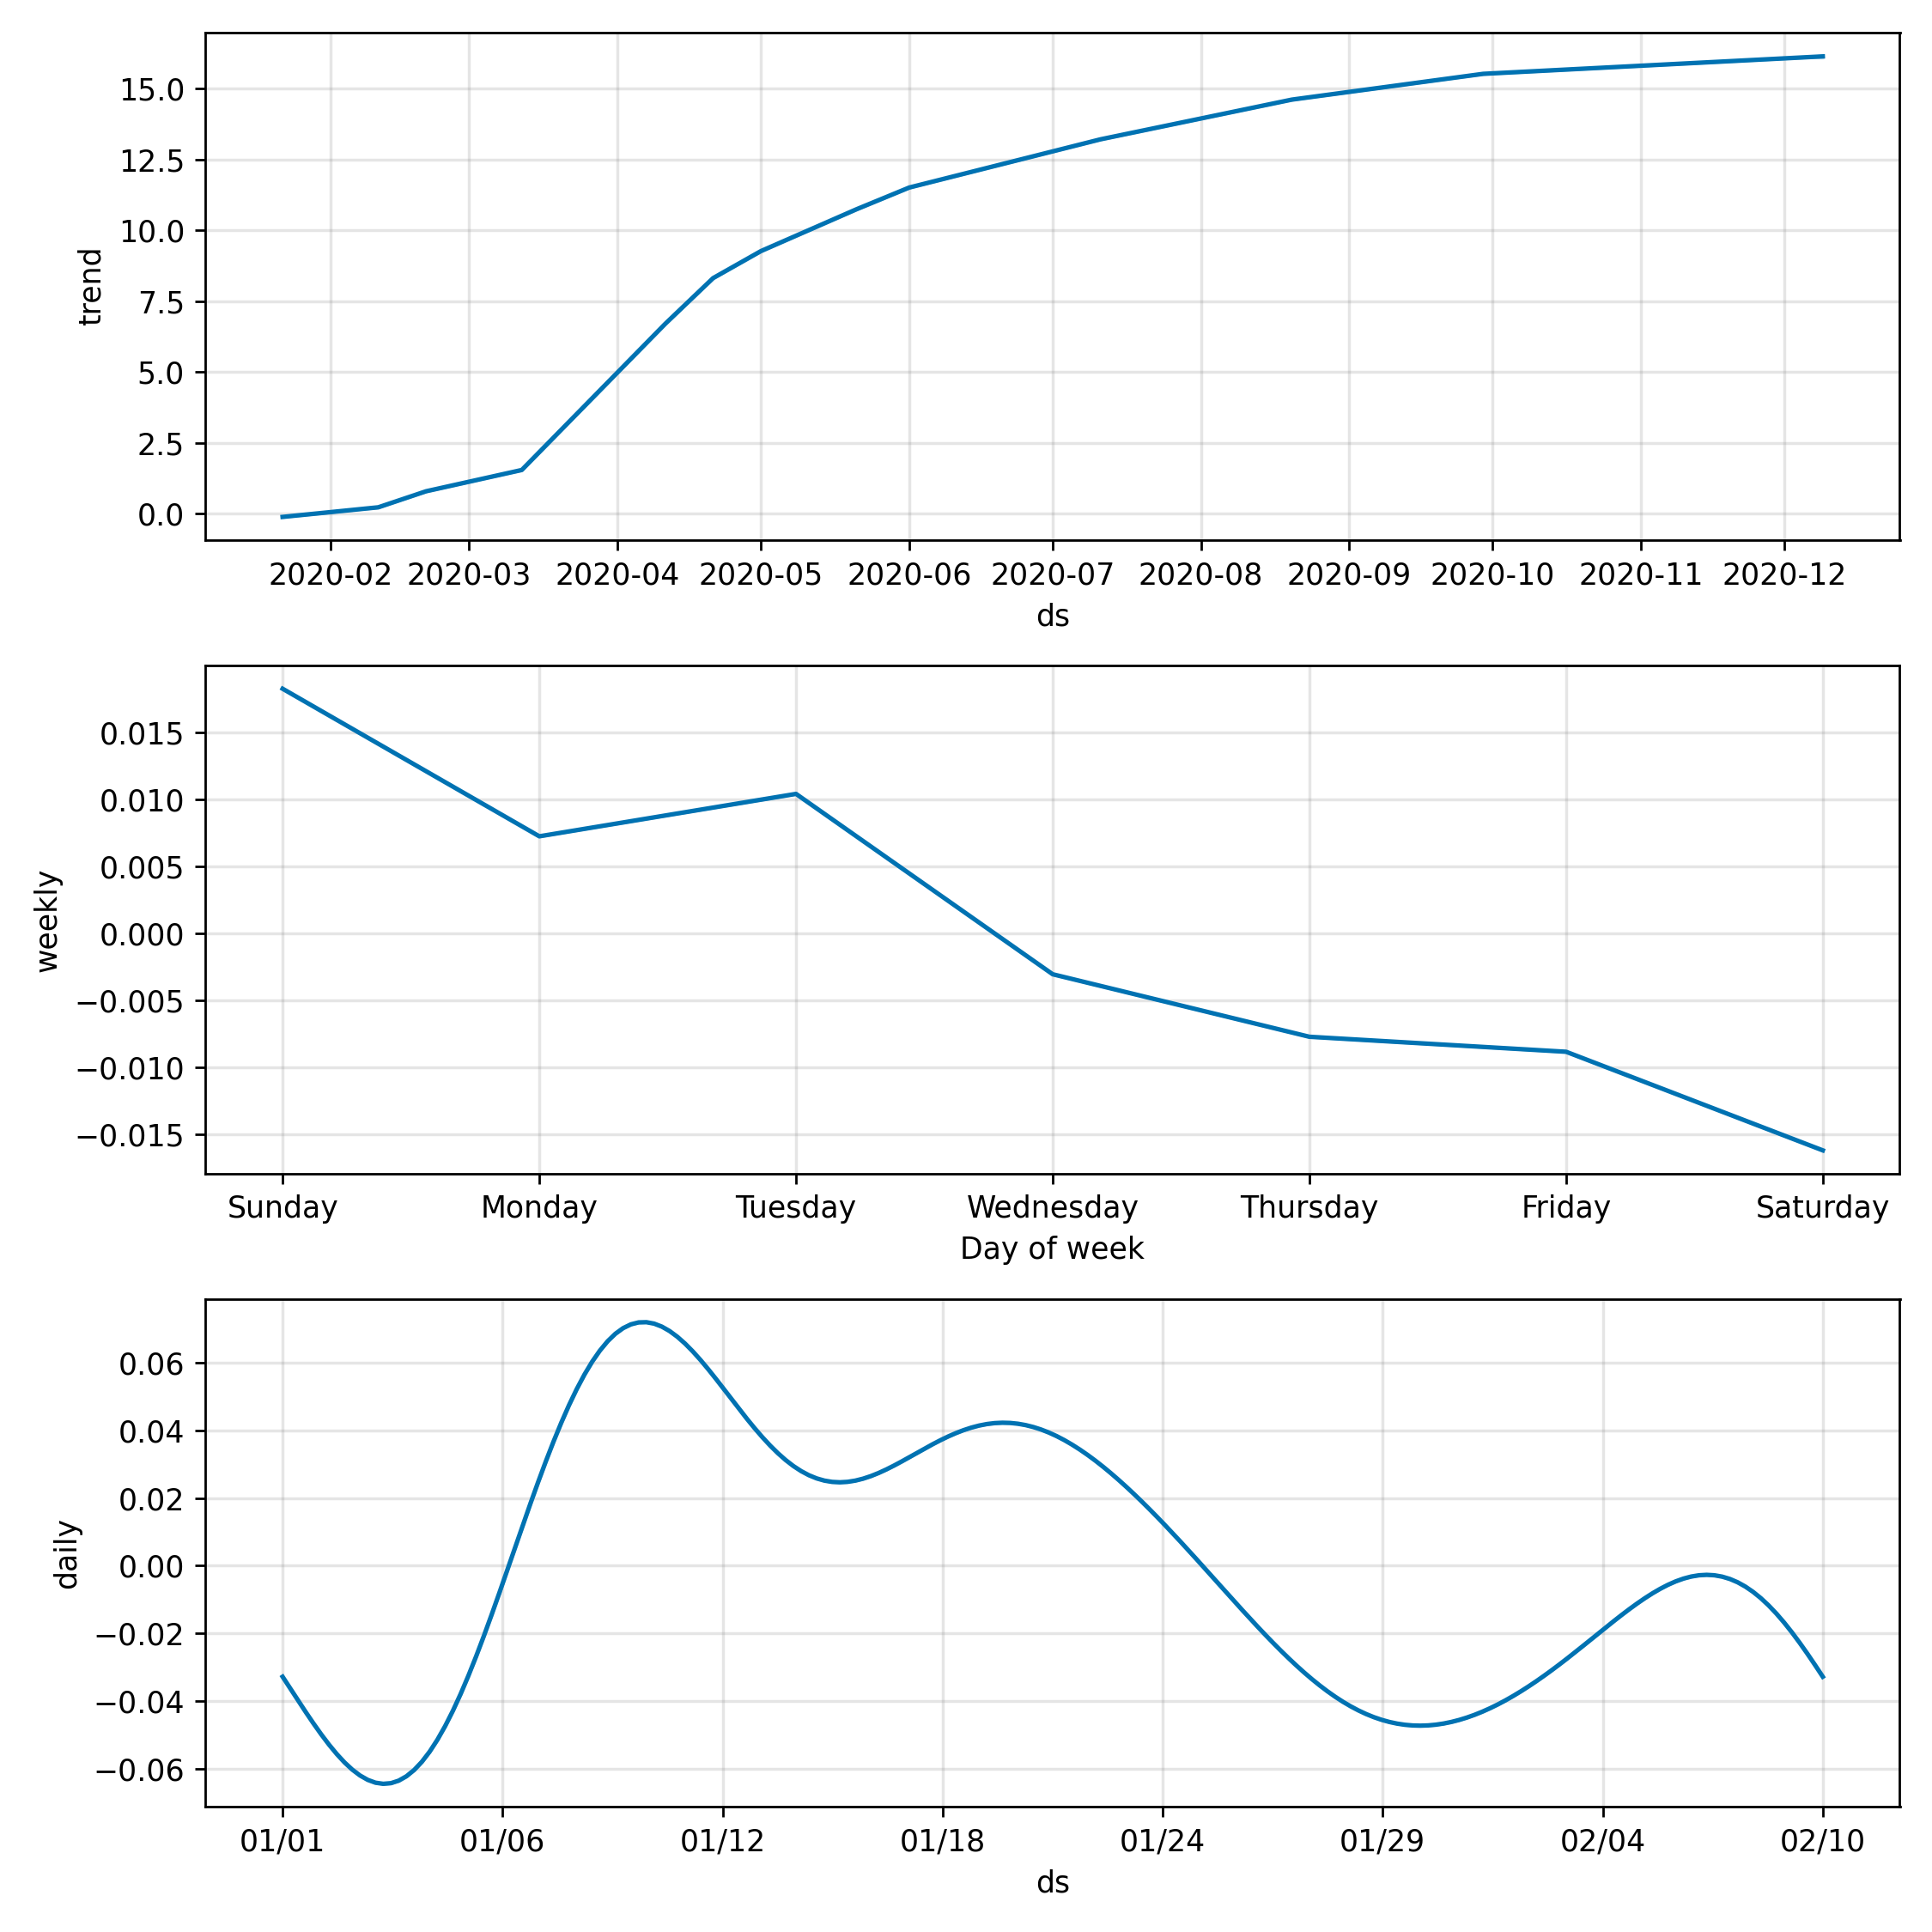 trend
15.0
12.5
10.0
7.5
5.0
2.5
0.0
2020-02 2020-03 2020-04 2020-05 2020-06 2020-07 2020-08 2020-09 2020-10 2020-11 2020-12
ds
weekly
0.015
0.010
0.005
0.000
−0.005
−0.010
−0.015
Sunday Monday Tuesday Wednesday Thursday Friday Saturday
Day of week
daily
0.06
0.04
0.02
0.00
−0.02
−0.04
−0.06
01/01 01/06 01/12 01/18 01/24 01/29 02/04 02/10
ds